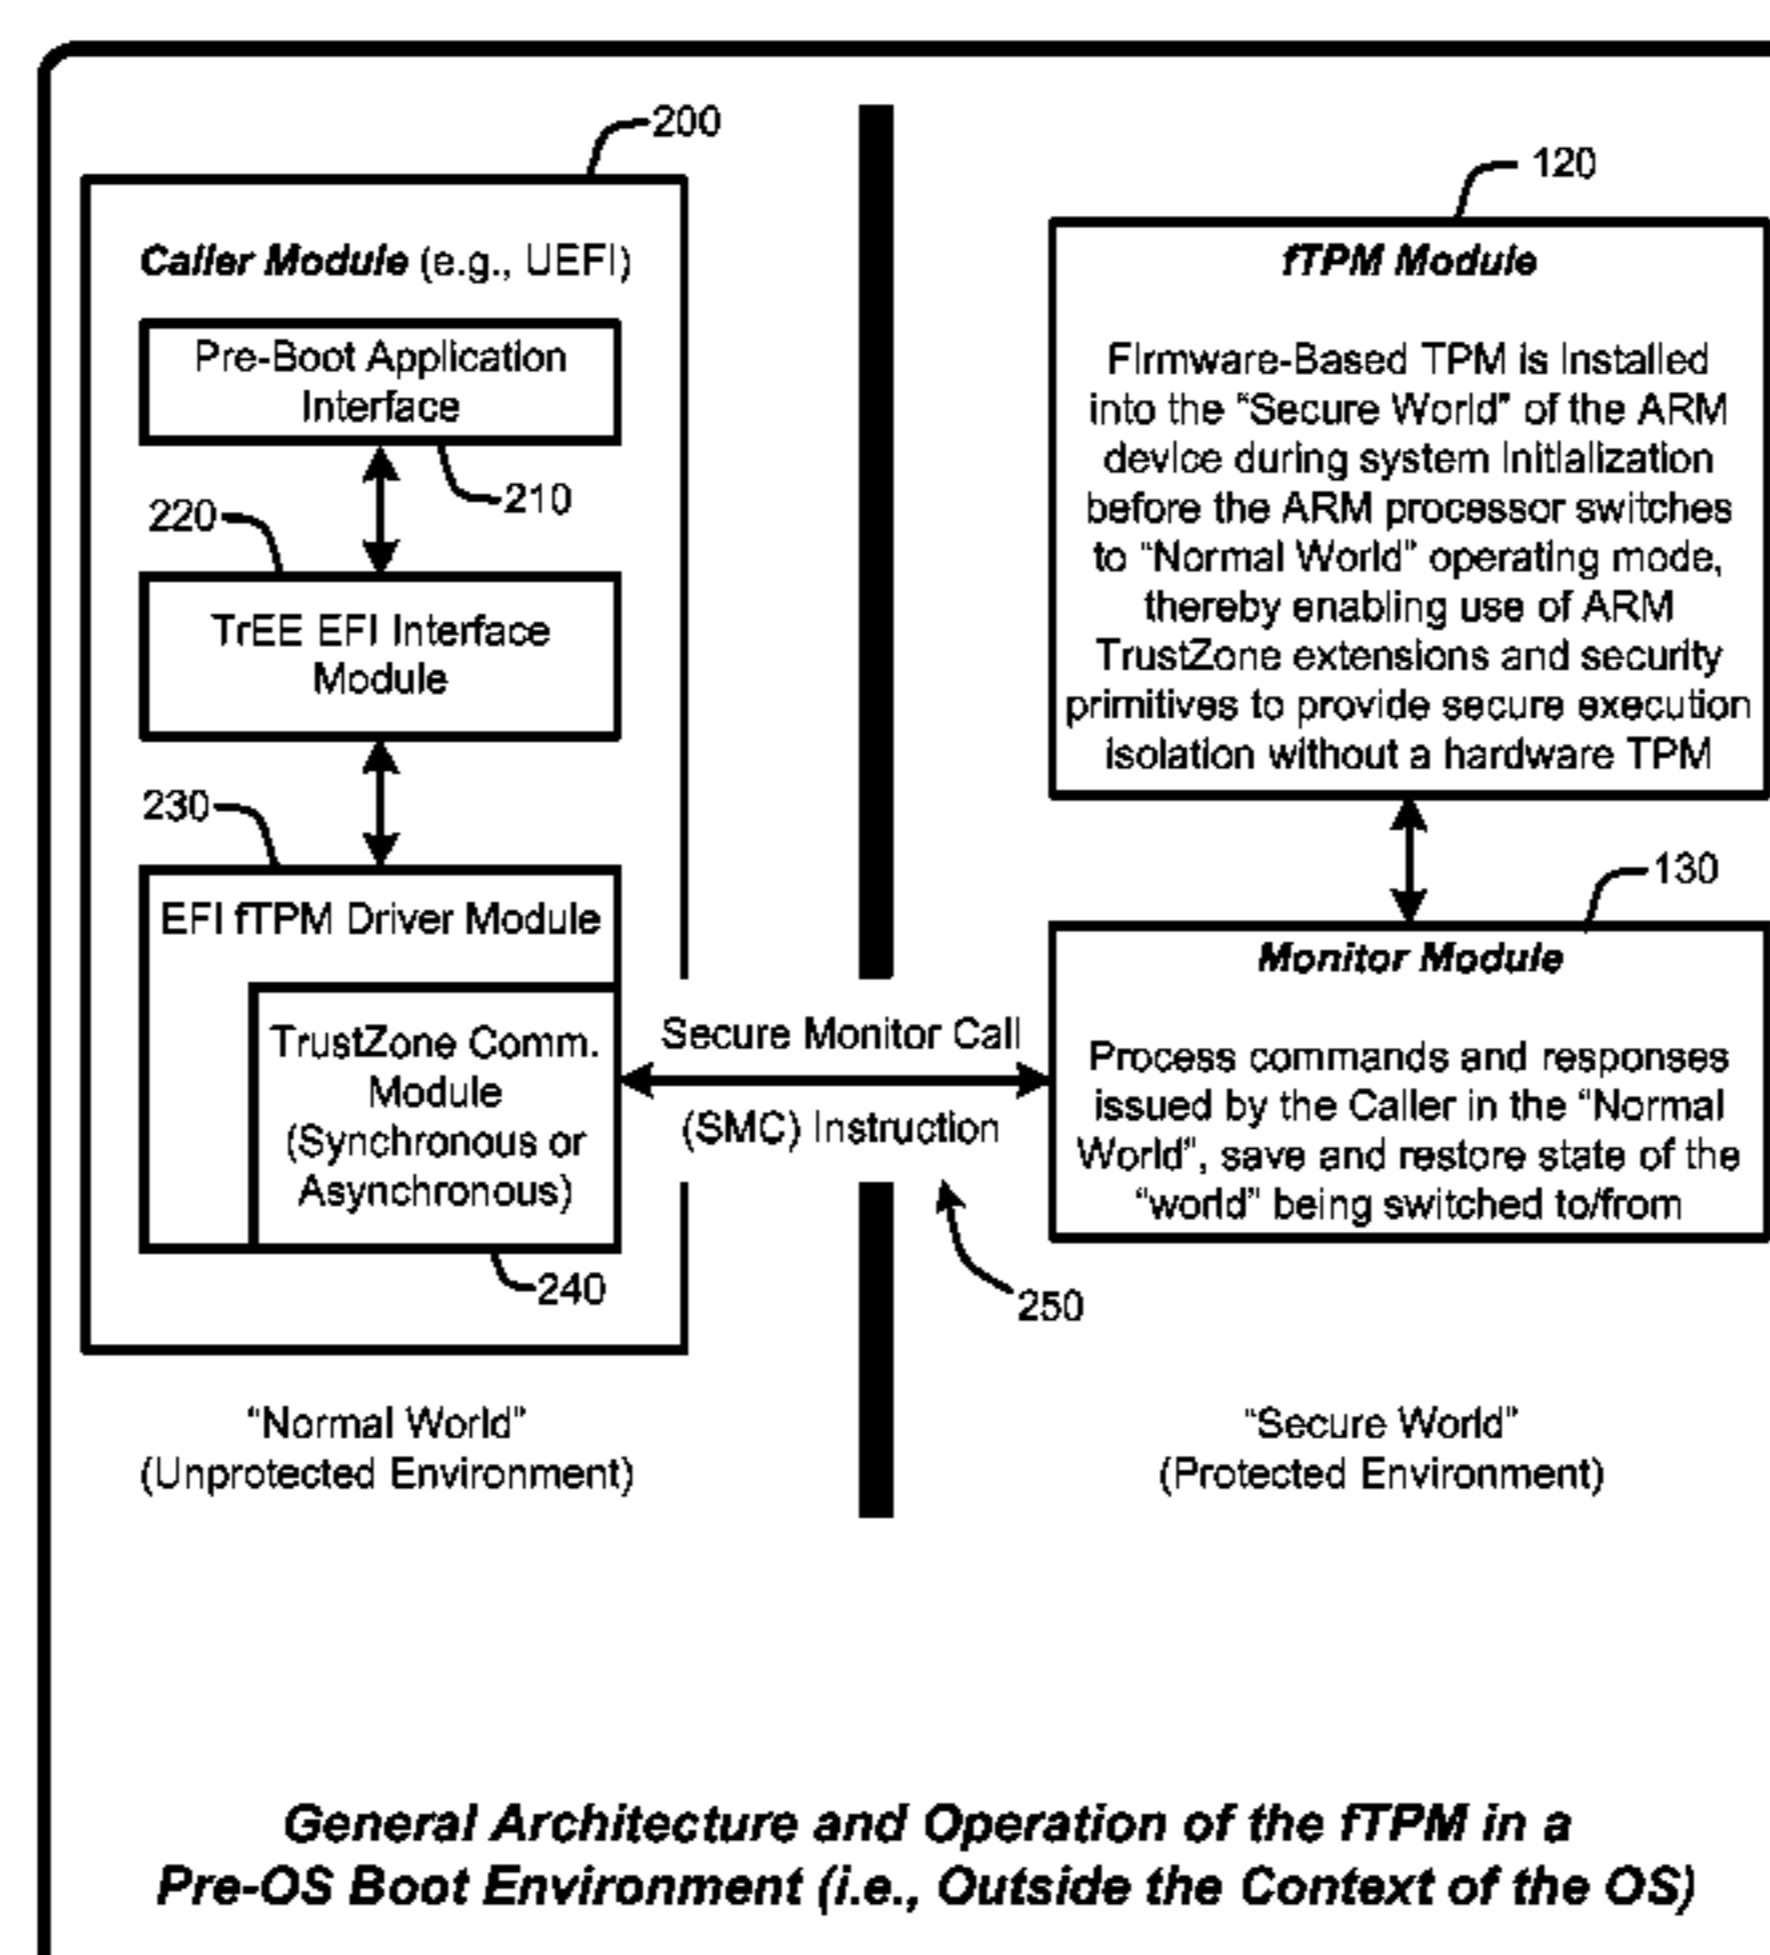 200
Caller Module (e.g., UEFI)
Pre-Boot Application
Interface
210
220
TrEE EFI Interface
Module
230
EFI fTPM Driver Module
TrustZone Comm.
Module
(Synchronous or
Asynchronous)
240
"Normal World"
(Unprotected Environment)
Secure Monitor Call
(SMC) Instruction
250
120
fTPM Module
Firmware-Based TPM is Installed
into the "Secure World" of the ARM
device during system Initialization
before the ARM processor switches
to "Normal World" operating mode,
thereby enabling use of ARM
TrustZone extensions and security
primitives to provide secure execution
isolation without a hardware TPM
130
Monitor Module
Process commands and responses
issued by the Caller in the "Normal
World", save and restore state of the
"world" being switched to/from
"Secure World"
(Protected Environment)
General Architecture and Operation of the fTPM in a
Pre-OS Boot Environment (i.e., Outside the Context of the OS)